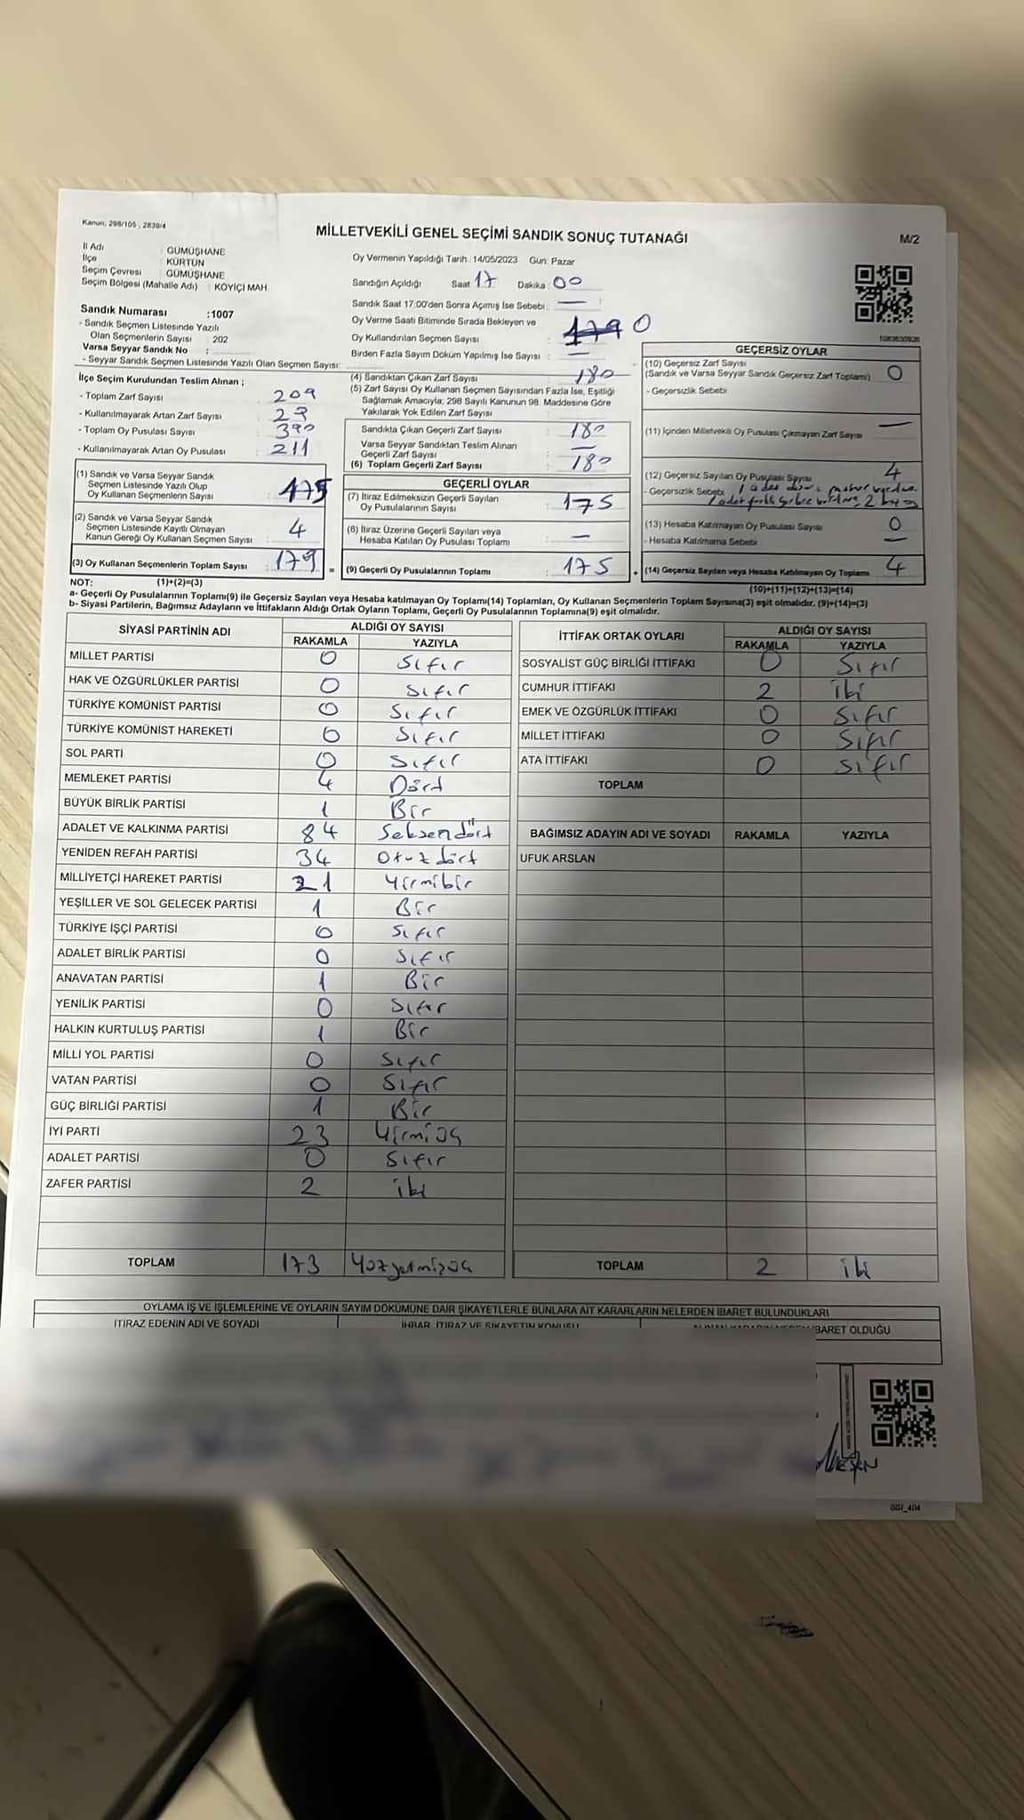 Kanun: 298/105 , 2839/4
MİLLETVEKİLİ GENEL SEÇİMİ SANDIK SONUÇ TUTANAĞI
M/2
İl Adı : GÜMÜŞHANE
İlçe : KÜRTÜN
Seçim Çevresi : GÜMÜŞHANE
Seçim Bölgesi (Mahalle Adı) : KÖYİÇİ MAH.
Sandık Numarası :1007
- Sandık Seçmen Listesinde Yazılı
Olan Seçmenlerin Sayısı : 202
Varsa Seyyar Sandık No :
- Seyyar Sandık Seçmen Listesinde Yazılı Olan Seçmen Sayısı:
Oy Vermenin Yapıldığı Tarih :14/05/2023 Gün: Pazar
Sandığın Açıldığı Saat : 17 Dakika : 00
Sandık Saat 17:00'den Sonra Açımış İse Sebebi : —
Oy Verme Saati Bitiminde Sırada Bekleyen ve
Oy Kullandırılan Seçmen Sayısı : 0
Birden Fazla Sayım Döküm Yapılmış İse Sayısı : —
İlçe Seçim Kurulundan Teslim Alınan ;
- Toplam Zarf Sayısı : 209
- Kullanılmayarak Artan Zarf Sayısı :
- Toplam Oy Pusulası Sayısı : 390
- Kullanılmayarak Artan Oy Pusulası : 211
(4) Sandıktan Çıkan Zarf Sayısı : 180
(5) Zarf Sayısı Oy Kullanan Seçmen Sayısından Fazla İse, Eşitliği
Sağlamak Amacıyla; 298 Sayılı Kanunun 98. Maddesine Göre
Yakılarak Yok Edilen Zarf Sayısı :
Sandıkta Çıkan Geçerli Zarf Sayısı : 180
Varsa Seyyar Sandıktan Teslim Alınan
Geçerli Zarf Sayısı : —
(6) Toplam Geçerli Zarf Sayısı : 180
GEÇERSİZ OYLAR
(10) Geçersiz Zarf Sayısı
(Sandık ve Varsa Seyyar Sandık Geçersiz Zarf Toplamı) : 0
- Geçersizlik Sebebi :
(11) İçinden Milletvekili Oy Pusulası Çıkmayan Zarf Sayısı : —
(12) Geçersiz Sayılan Oy Pusulası Sayısı : 4
- Geçersizlik Sebebi :
(13) Hesaba Katılmayan Oy Pusulası Sayısı : 0
- Hesaba Katılmama Sebebi : —
(14) Geçersiz Sayılan veya Hesaba Katılmayan Oy Toplamı : 4
(1) Sandık ve Varsa Seyyar Sandık
Seçmen Listesinde Yazılı Olup
Oy Kullanan Seçmenlerin Sayısı : 175
(2) Sandık ve Varsa Seyyar Sandık
Seçmen Listesinde Kayıtlı Olmayan
Kanun Gereği Oy Kullanan Seçmen Sayısı : 4
(3) Oy Kullanan Seçmenlerin Toplam Sayısı : 179 =
GEÇERLİ OYLAR
(7) İtiraz Edilmeksizin Geçerli Sayılan
Oy Pusulalarının Sayısı : 175
(8) İtiraz Üzerine Geçerli Sayılan veya
Hesaba Katılan Oy Pusulası Toplamı : —
(9) Geçerli Oy Pusulalarının Toplamı : 175 +
NOT: (1)+(2)=(3)
(10)+(11)+(12)+(13)=(14)
a- Geçerli Oy Pusulalarının Toplamı(9) ile Geçersiz Sayılan veya Hesaba katılmayan Oy Toplamı(14) Toplamları, Oy Kullanan Seçmenlerin Toplam Sayısına(3) eşit olmalıdır. (9)+(14)=(3)
b- Siyasi Partilerin, Bağımsız Adayların ve İttifakların Aldığı Ortak Oyların Toplamı, Geçerli Oy Pusulalarının Toplamına(9) eşit olmalıdır.
SİYASİ PARTİNİN ADI ALDIĞI OY SAYISI
RAKAMLA YAZIYLA
MİLLET PARTİSİ 0 Sıfır
HAK VE ÖZGÜRLÜKLER PARTİSİ 0 Sıfır
TÜRKİYE KOMÜNİST PARTİSİ 0 Sıfır
TÜRKİYE KOMÜNİST HAREKETİ 0 Sıfır
SOL PARTİ 0 Sıfır
MEMLEKET PARTİSİ 4 Dört
BÜYÜK BİRLİK PARTİSİ 1 Bir
ADALET VE KALKINMA PARTİSİ 84 Seksendört
YENİDEN REFAH PARTİSİ 34 Otuzdört
MİLLİYETÇİ HAREKET PARTİSİ 21 Yirmibir
YEŞİLLER VE SOL GELECEK PARTİSİ 1 Bir
TÜRKİYE İŞÇİ PARTİSİ 0 Sıfır
ADALET BİRLİK PARTİSİ 0 Sıfır
ANAVATAN PARTİSİ 1 Bir
YENİLİK PARTİSİ 0 Sıfır
HALKIN KURTULUŞ PARTİSİ 1 Bir
MİLLİ YOL PARTİSİ 0 Sıfır
VATAN PARTİSİ 0 Sıfır
GÜÇ BİRLİĞİ PARTİSİ 1 Bir
İYİ PARTİ 23 Yirmiüç
ADALET PARTİSİ 0 Sıfır
ZAFER PARTİSİ 2 iki
TOPLAM 173 Yüzyetmişüç
İTTİFAK ORTAK OYLARI ALDIĞI OY SAYISI
RAKAMLA YAZIYLA
SOSYALİST GÜÇ BİRLİĞİ İTTİFAKI 0 Sıfır
CUMHUR İTTİFAKI 2 iki
EMEK VE ÖZGÜRLÜK İTTİFAKI 0 Sıfır
MİLLET İTTİFAKI 0 Sıfır
ATA İTTİFAKI 0 Sıfır
TOPLAM
BAĞIMSIZ ADAYIN ADI VE SOYADI RAKAMLA YAZIYLA
UFUK ARSLAN
TOPLAM 2 iki
OYLAMA İŞ VE İŞLEMLERİNE VE OYLARIN SAYIM DÖKÜMÜNE DAİR ŞİKAYETLERLE BUNLARA AİT KARARLARIN NELERDEN İBARET BULUNDUKLARI
İTİRAZ EDENİN ADI VE SOYADI İHBAR, İTİRAZ VE ŞİKAYETİN KONUSU İBARET OLDUĞU